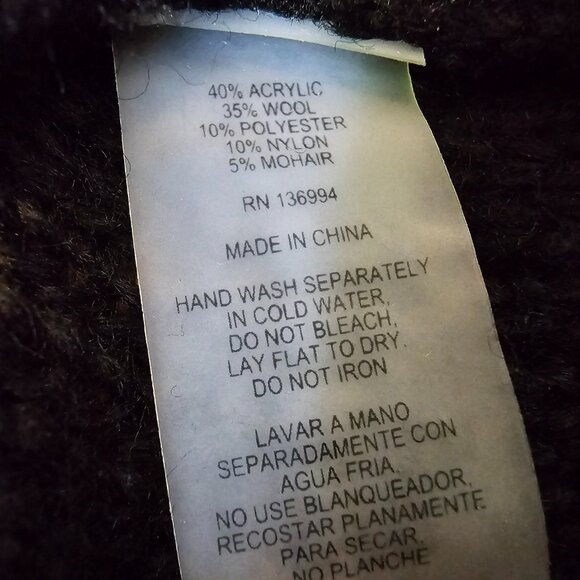 40% ACRYLIC
35% WOOL
10% POLYESTER
10% NYLON
5% MOHAIR
RN 136994
MADE IN CHINA
HAND WASH SEPARATELY
IN COLD WATER.
DO NOT BLEACH.
LAY FLAT TO DRY.
DO NOT IRON
LAVAR A MANO
SEPARADAMENTE CON
AGUA FRIA.
NO USE BLANQUEADOR.
RECOSTAR PLANAMENTE
PARA SECAR.
NO PLANCHE